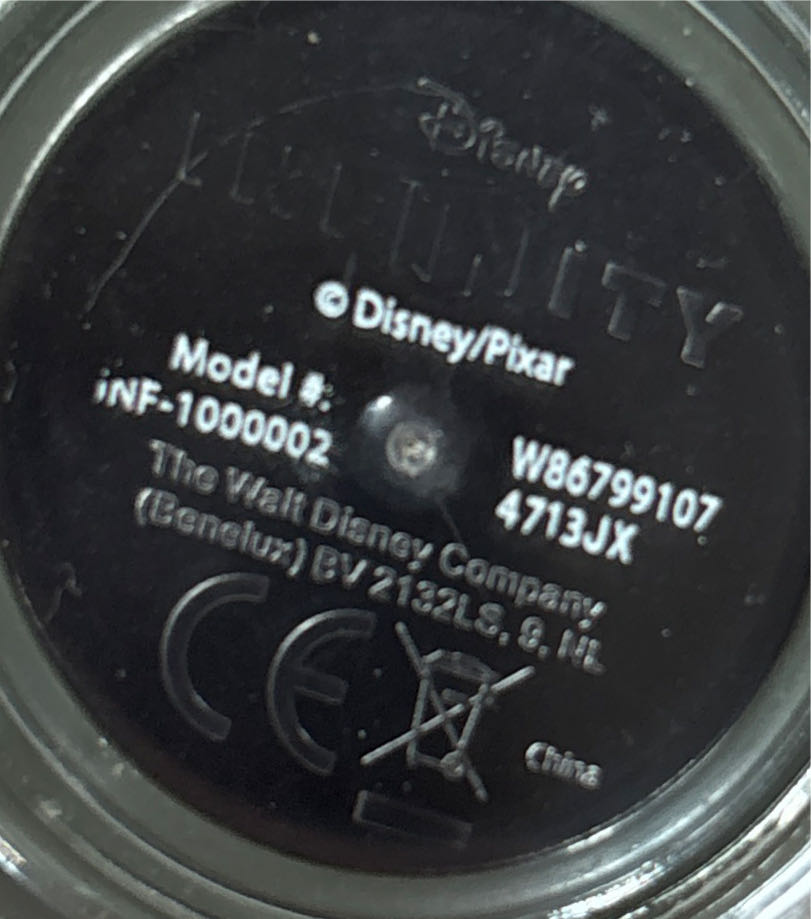 Disney
INFINITY
© Disney/Pixar
Model #:
iNF-1000002
W86799107
4713JX
The Walt Disney Company
(Benelux) BV 2132LS, 9, NL
CE
China